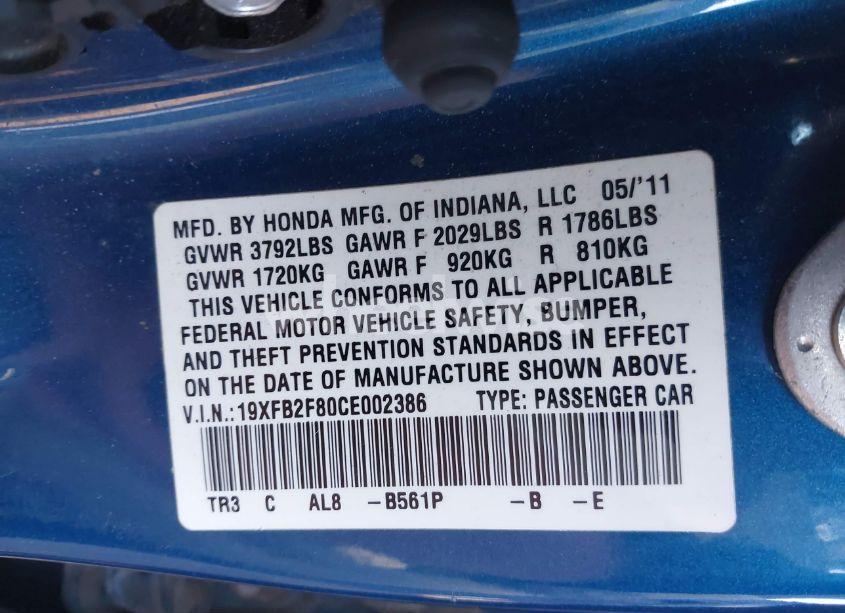 MFD. BY HONDA MFG. OF INDIANA, LLC 05/'11
GVWR 3792LBS GAWR F 2029LBS R 1786LBS
GVWR 1720KG GAWR F 920KG R 810KG
THIS VEHICLE CONFORMS TO ALL APPLICABLE
FEDERAL MOTOR VEHICLE SAFETY, BUMPER,
AND THEFT PREVENTION STANDARDS IN EFFECT
ON THE DATE OF MANUFACTURE SHOWN ABOVE.
V.I.N.:19XFB2F80CE002386 TYPE: PASSENGER CAR
TR3 C AL8 –B561P –B –E